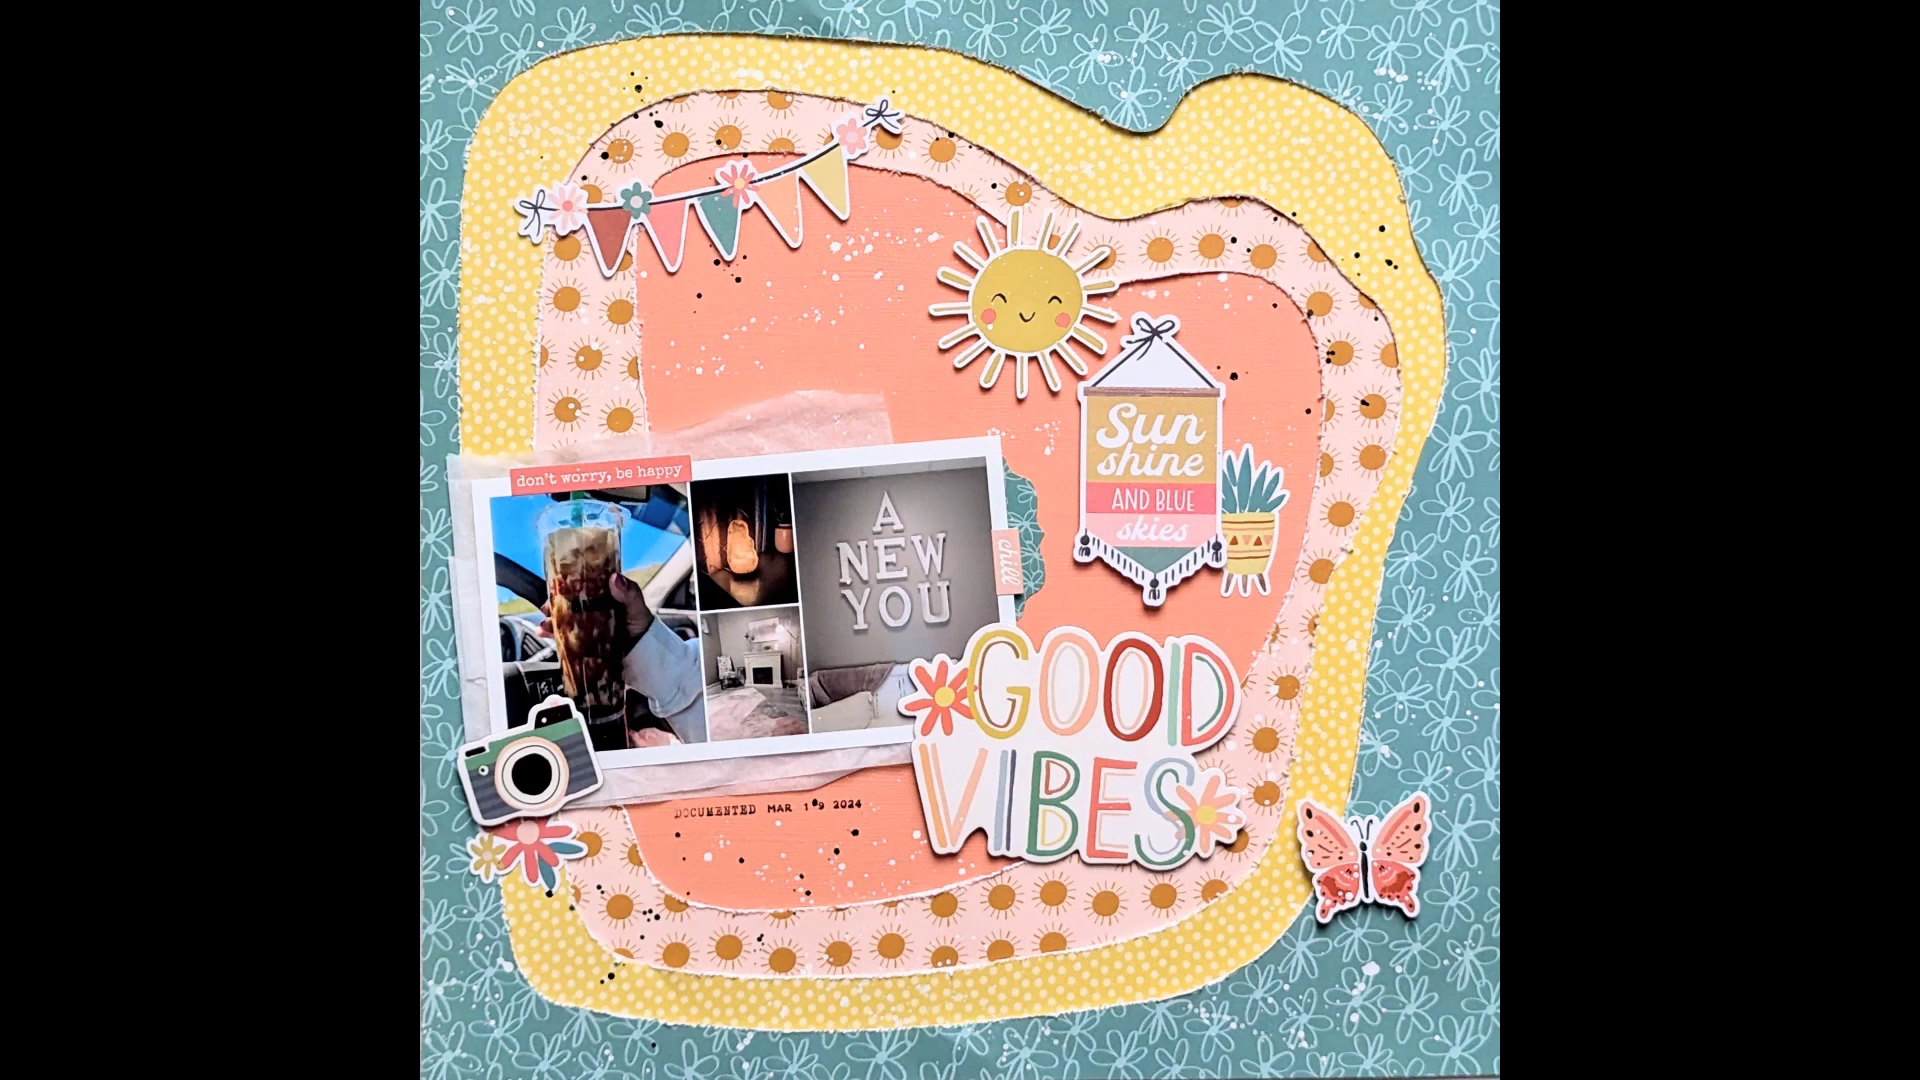 Sun
shine
AND BLUE
skies
don't worry, be happy
A
NEW
YOU
chill
GOOD
VIBES
DOCUMENTED MAR 19 2024